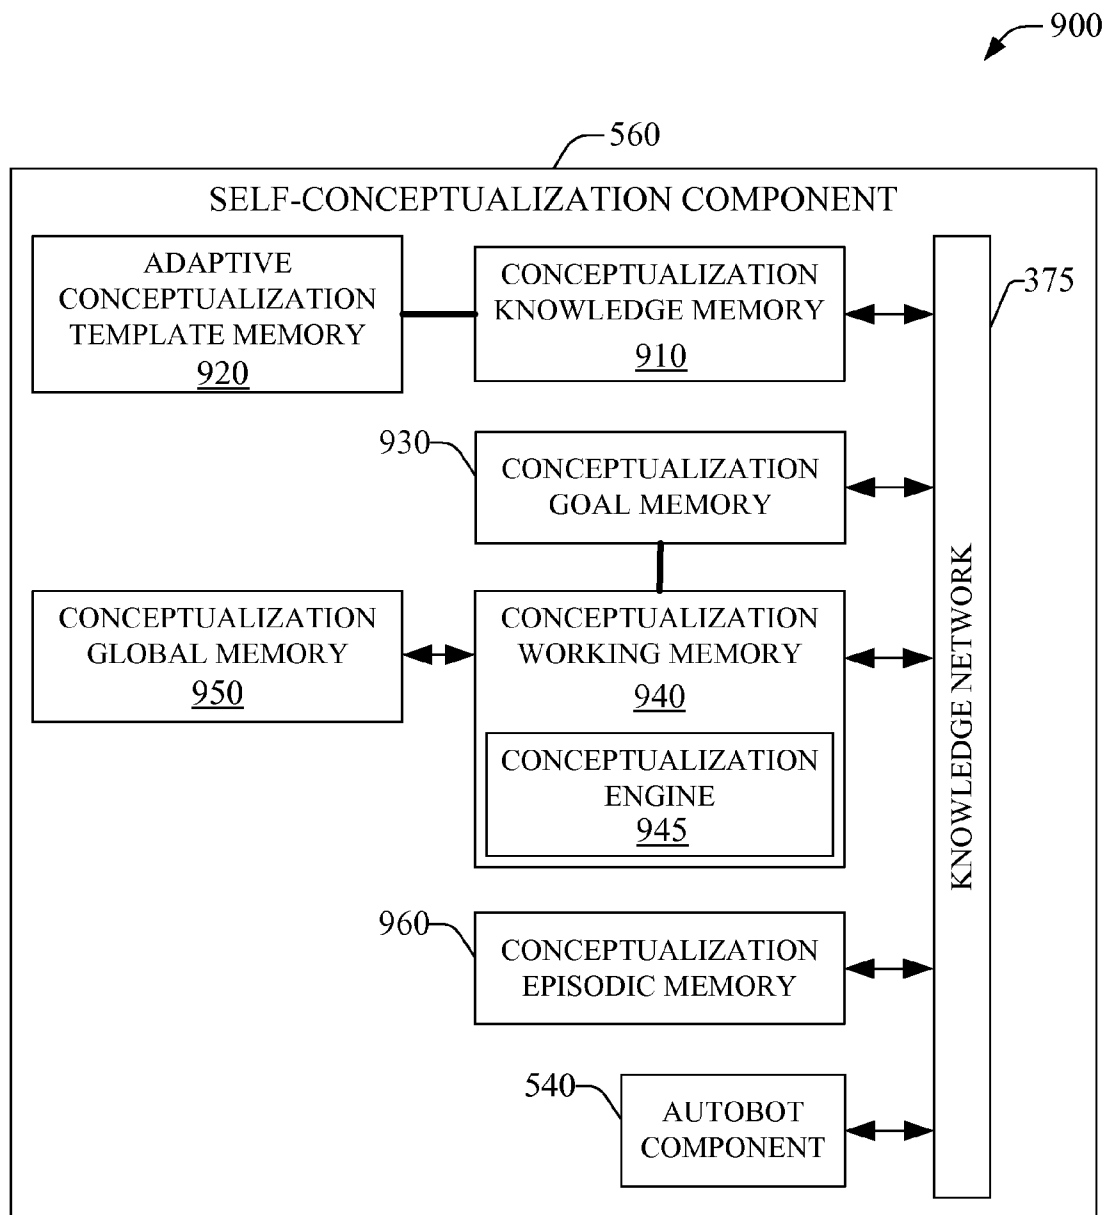 900
560
SELF-CONCEPTUALIZATION COMPONENT
ADAPTIVE
CONCEPTUALIZATION
TEMPLATE MEMORY
920
CONCEPTUALIZATION
KNOWLEDGE MEMORY
910
375
930
CONCEPTUALIZATION
GOAL MEMORY
CONCEPTUALIZATION
GLOBAL MEMORY
950
CONCEPTUALIZATION
WORKING MEMORY
940
CONCEPTUALIZATION
ENGINE
945
KNOWLEDGE NETWORK
960
CONCEPTUALIZATION
EPISODIC MEMORY
540
AUTOBOT
COMPONENT